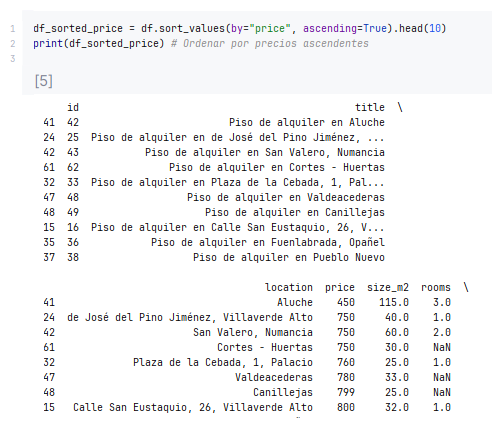 1 df_sorted_price = df.sort_values(by="price", ascending=True).head(10)
2 print(df_sorted_price) # Ordenar por precios ascendentes
3
[5]
id title \
41 42 Piso de alquiler en Aluche
24 25 Piso de alquiler en de José del Pino Jiménez, ...
42 43 Piso de alquiler en San Valero, Numancia
61 62 Piso de alquiler en Cortes - Huertas
32 33 Piso de alquiler en Plaza de la Cebada, 1, Pal...
47 48 Piso de alquiler en Valdeacederas
48 49 Piso de alquiler en Canillejas
15 16 Piso de alquiler en Calle San Eustaquio, 26, V...
35 36 Piso de alquiler en Fuenlabrada, Opañel
37 38 Piso de alquiler en Pueblo Nuevo
location price size_m2 rooms \
41 Aluche 450 115.0 3.0
24 de José del Pino Jiménez, Villaverde Alto 750 40.0 1.0
42 San Valero, Numancia 750 60.0 2.0
61 Cortes - Huertas 750 30.0 NaN
32 Plaza de la Cebada, 1, Palacio 760 25.0 1.0
47 Valdeacederas 780 33.0 NaN
48 Canillejas 799 25.0 NaN
15 Calle San Eustaquio, 26, Villaverde Alto 800 32.0 1.0